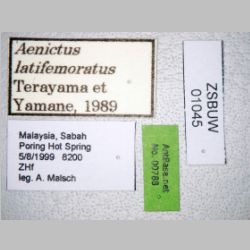 Aenictus
latifemoratus
Terayama et
Yamane, 1989
Malaysia, Sabah
Poring Hot Spring
5/8/1999 8200
ZHf
leg. A. Malsch
AntBase.net
No. 00788
ZSBUW
01045